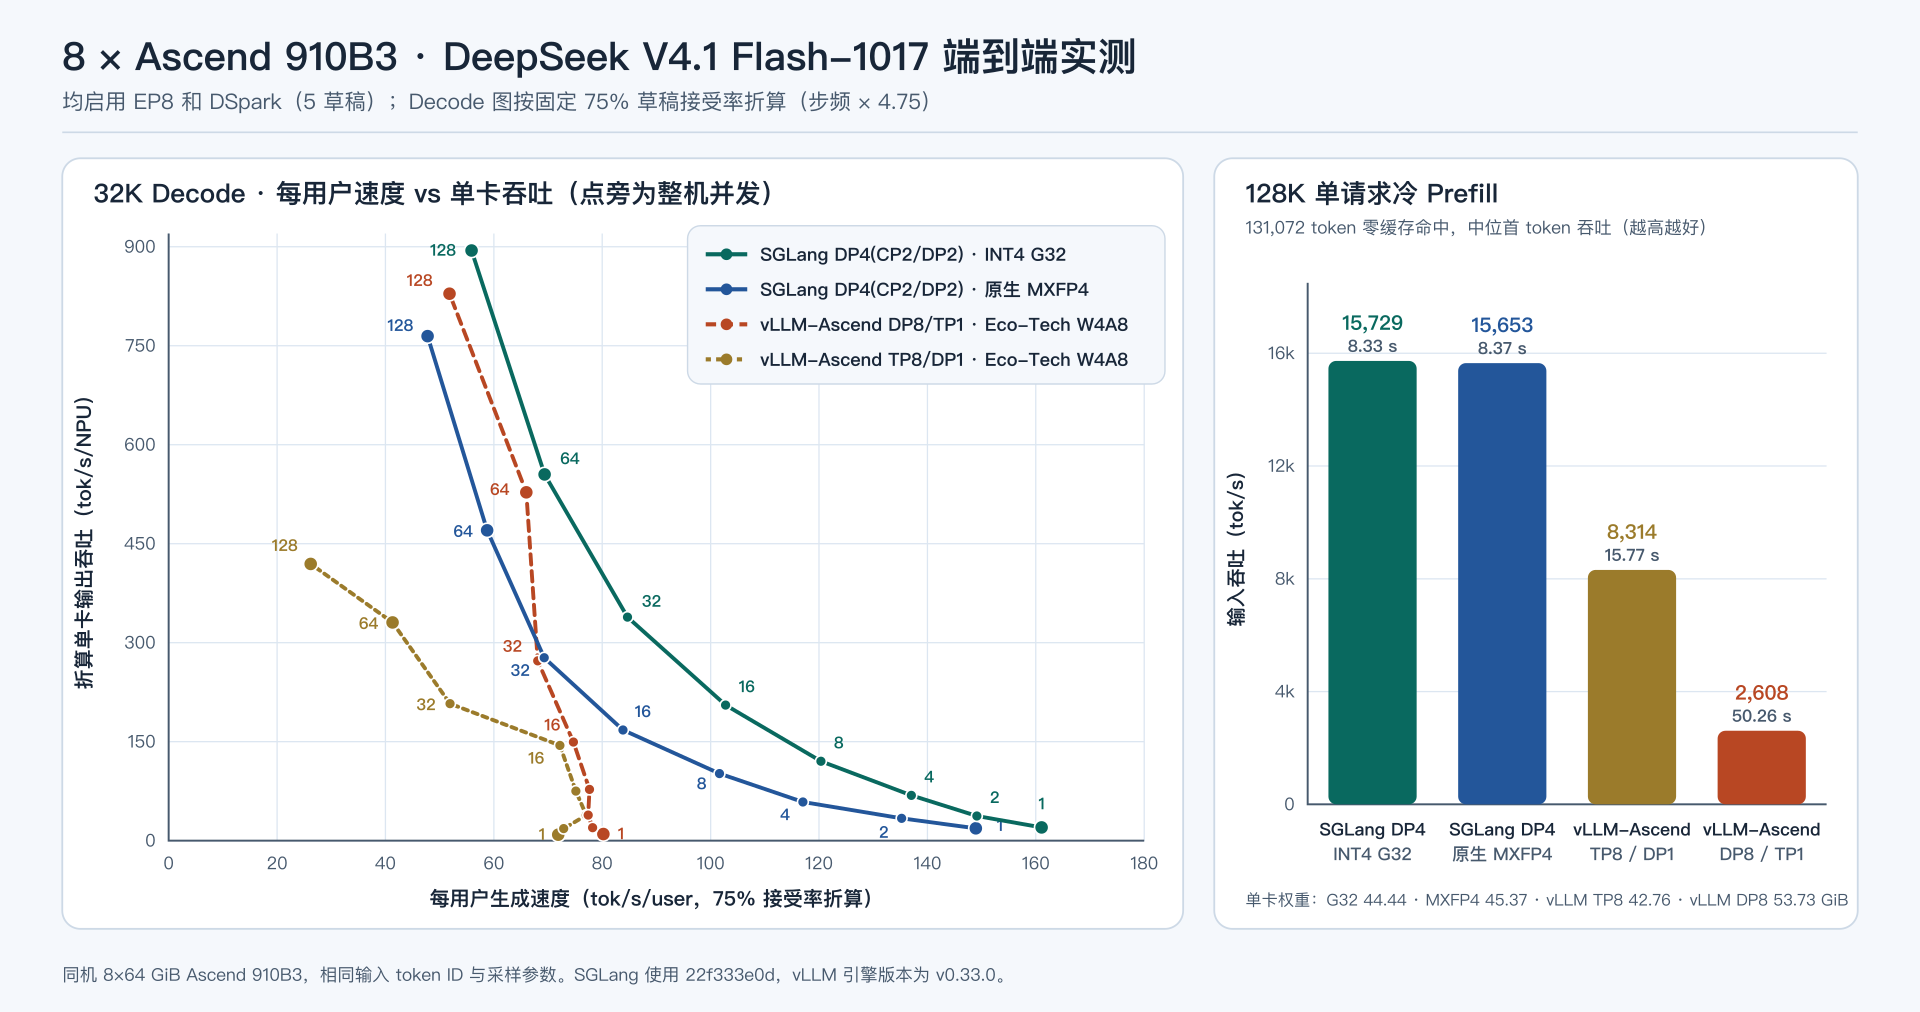 8 × Ascend 910B3 · DeepSeek V4.1 Flash-1017 端到端实测
均启用 EP8 和 DSpark（5 草稿）；Decode 图按固定 75% 草稿接受率折算（步频 × 4.75）
32K Decode · 每用户速度 vs 单卡吞吐（点旁为整机并发）
SGLang DP4(CP2/DP2) · INT4 G32
SGLang DP4(CP2/DP2) · 原生 MXFP4
vLLM-Ascend DP8/TP1 · Eco-Tech W4A8
vLLM-Ascend TP8/DP1 · Eco-Tech W4A8
折算单卡输出吞吐（tok/s/NPU）
900
750
600
450
300
150
0
128
64
32
16
8
4
2
1
128
64
32
16
1
128
64
32
16
8
4
2
1
128
64
32
16
1
0
20
40
60
80
100
120
140
160
180
每用户生成速度（tok/s/user，75% 接受率折算）
128K 单请求冷 Prefill
131,072 token 零缓存命中，中位首 token 吞吐（越高越好）
输入吞吐（tok/s）
16k
12k
8k
4k
0
15,729
8.33 s
15,653
8.37 s
8,314
15.77 s
2,608
50.26 s
SGLang DP4
INT4 G32
SGLang DP4
原生 MXFP4
vLLM-Ascend
TP8 / DP1
vLLM-Ascend
DP8 / TP1
单卡权重：G32 44.44 · MXFP4 45.37 · vLLM TP8 42.76 · vLLM DP8 53.73 GiB
同机 8×64 GiB Ascend 910B3，相同输入 token ID 与采样参数。SGLang 使用 22f333e0d，vLLM 引擎版本为 v0.33.0。